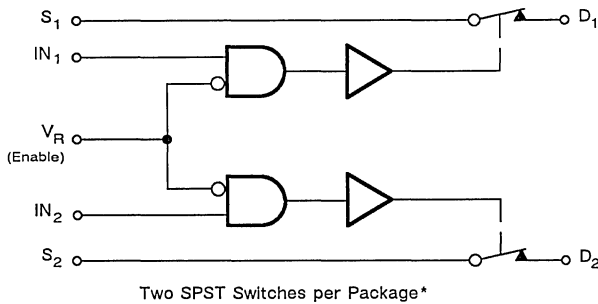 S1
D1
IN1
VR
(Enable)
IN2
S2
D2
Two SPST Switches per Package*